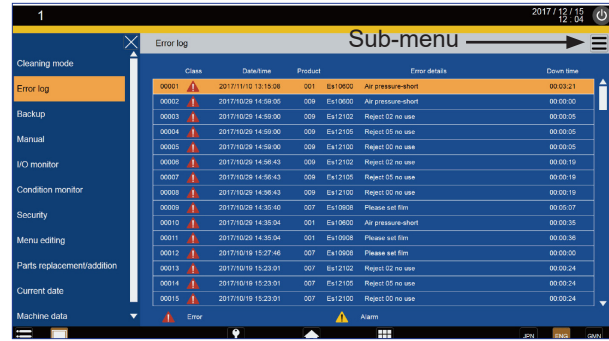 1
2017 / 12 / 15
12 : 04
Error log
Sub-menu
Cleaning mode
Error log
Backup
Manual
I/O monitor
Condition monitor
Security
Menu editing
Parts replacement/addition
Current date
Machine data
Class Date/time Product Error details Down time
00001 2017/11/10 13:15:08 001 Es10600 Air pressure-short 00:03:21
00002 2017/10/29 14:59:06 009 Es10600 Air pressure-short 00:00:00
00003 2017/10/29 14:59:00 009 Es12102 Reject 02 no use 00:00:05
00004 2017/10/29 14:59:00 009 Es12105 Reject 05 no use 00:00:05
00005 2017/10/29 14:59:00 009 Es12100 Reject 00 no use 00:00:05
00006 2017/10/29 14:56:43 009 Es12102 Reject 02 no use 00:00:19
00007 2017/10/29 14:56:43 009 Es12105 Reject 05 no use 00:00:19
00008 2017/10/29 14:56:43 009 Es12100 Reject 00 no use 00:00:19
00009 2017/10/29 14:35:40 007 Es10908 Please set film 00:05:07
00010 2017/10/29 14:35:04 001 Es10600 Air pressure-short 00:00:35
00011 2017/10/29 14:35:04 001 Es10908 Please set film 00:00:36
00012 2017/10/19 15:27:46 007 Es10908 Please set film 00:00:00
00013 2017/10/19 15:23:01 007 Es12102 Reject 02 no use 00:00:24
00014 2017/10/19 15:23:01 007 Es12105 Reject 05 no use 00:00:24
00015 2017/10/19 15:23:01 007 Es12100 Reject 00 no use 00:00:24
Error Alarm
JPN ENG GMN